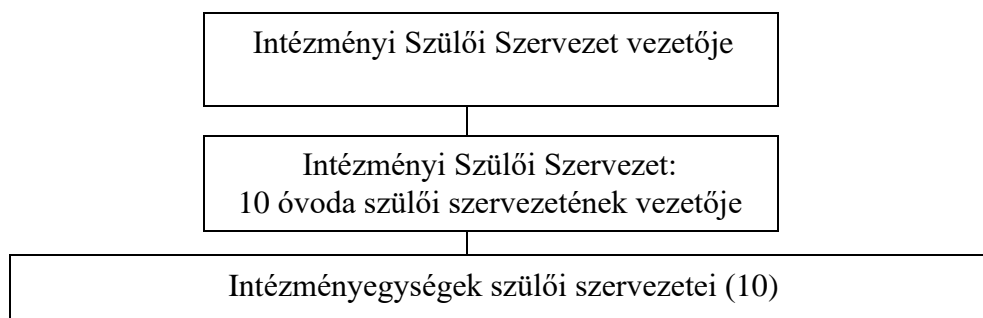 Intézményi Szülői Szervezet vezetője
Intézményi Szülői Szervezet:
10 óvoda szülői szervezetének vezetője
Intézményegységek szülői szervezetei (10)